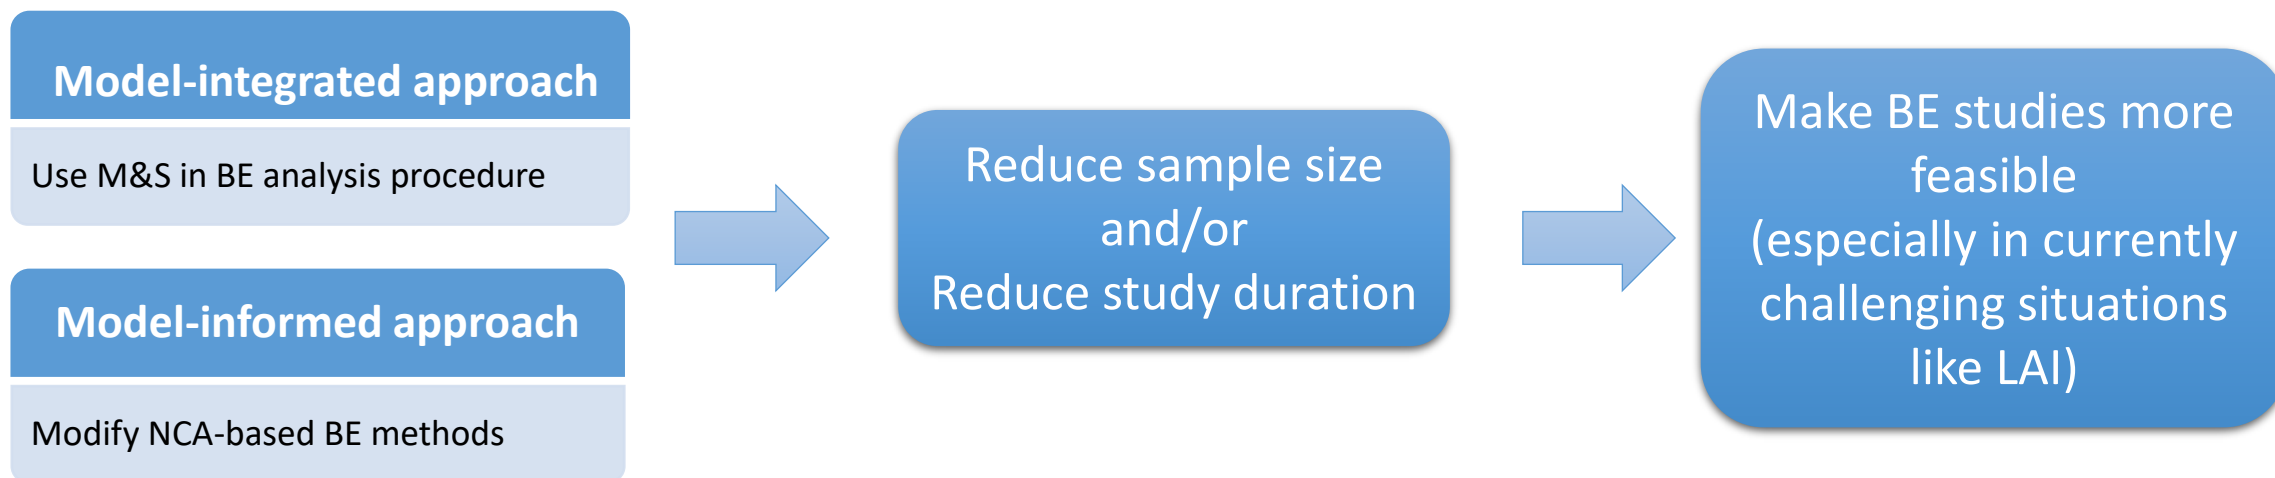 Model-integrated approach
Use M&S in BE analysis procedure
Model-informed approach
Modify NCA-based BE methods
Reduce sample size
and/or
Reduce study duration
Make BE studies more
feasible
(especially in currently
challenging situations
like LAI)